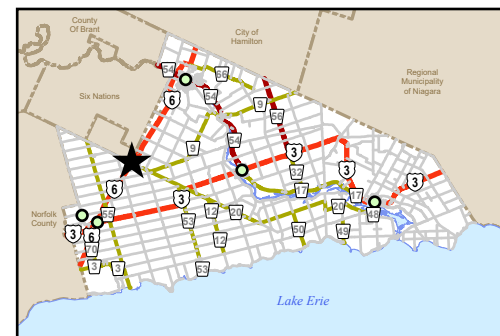 County
Of Brant
City of
Hamilton
54
66
Regional
Municipality
of Niagara
6
54
Six Nations
9
56
54
9
3
3
6
32
17
17
3
3
Norfolk
County
55
12
20
20
48
3
6
53
70
12
50
49
3
3
53
Lake Erie